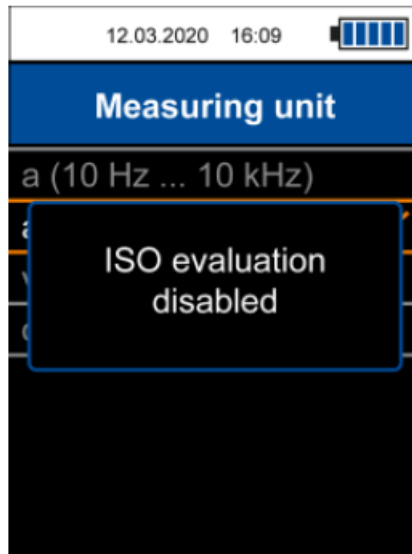 12.03.2020 16:09
Measuring unit
a (10 Hz ... 10 kHz)
ISO evaluation
disabled